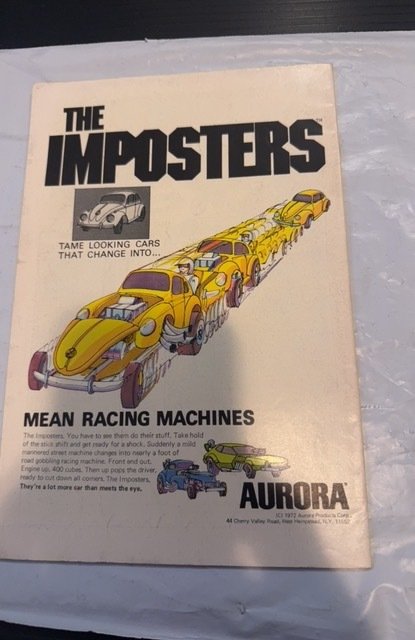 THE
IMPOSTERS™
TAME LOOKING CARS
THAT CHANGE INTO...
MEAN RACING MACHINES
The Imposters. You have to see them do their stuff. Take hold
of the stick shift and get ready for a shock. Suddenly a mild
mannered street machine changes into nearly a foot of
road gobbling racing machine. Front end out.
Engine up, 400 cubes. Then up pops the driver,
ready to cut down all corners. The Imposters.
They're a lot more car than meets the eye.
AURORA
(C) 1972 Aurora Products Corp.
44 Cherry Valley Road, West Hempstead, N.Y. 11552